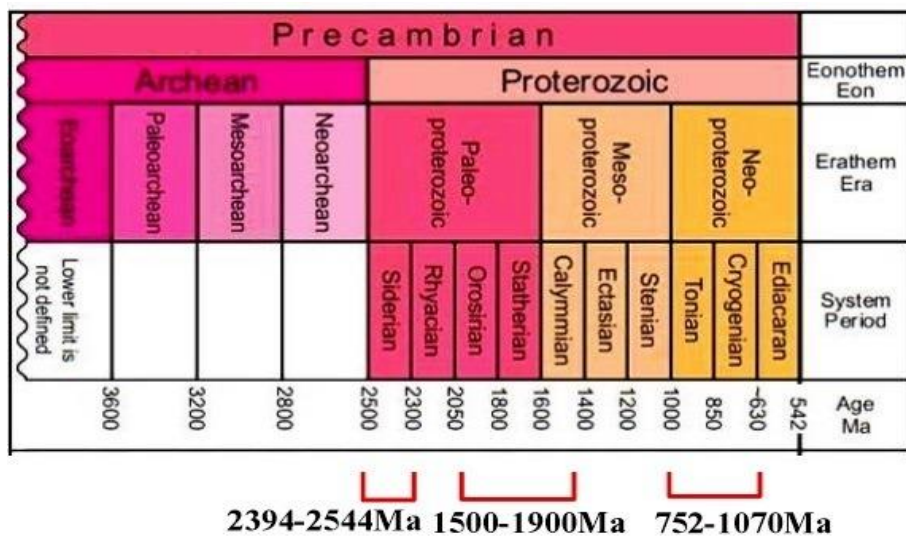 Precambrian
Archean
Proterozoic
Eonothem
Eon
Eoarchean
Paleoarchean
Mesoarchean
Neoarchean
Paleo-
proterozoic
Meso-
proterozoic
Neo-
proterozoic
Erathem
Era
Lower limit is
not defined
Siderian
Rhyacian
Orosirian
Statherian
Calymmian
Ectasian
Stenian
Tonian
Cryogenian
Ediacaran
System
Period
3600
3200
2800
2500
2300
2050
1800
1600
1400
1200
1000
850
~630
542
Age
Ma
2394-2544Ma
1500-1900Ma
752-1070Ma